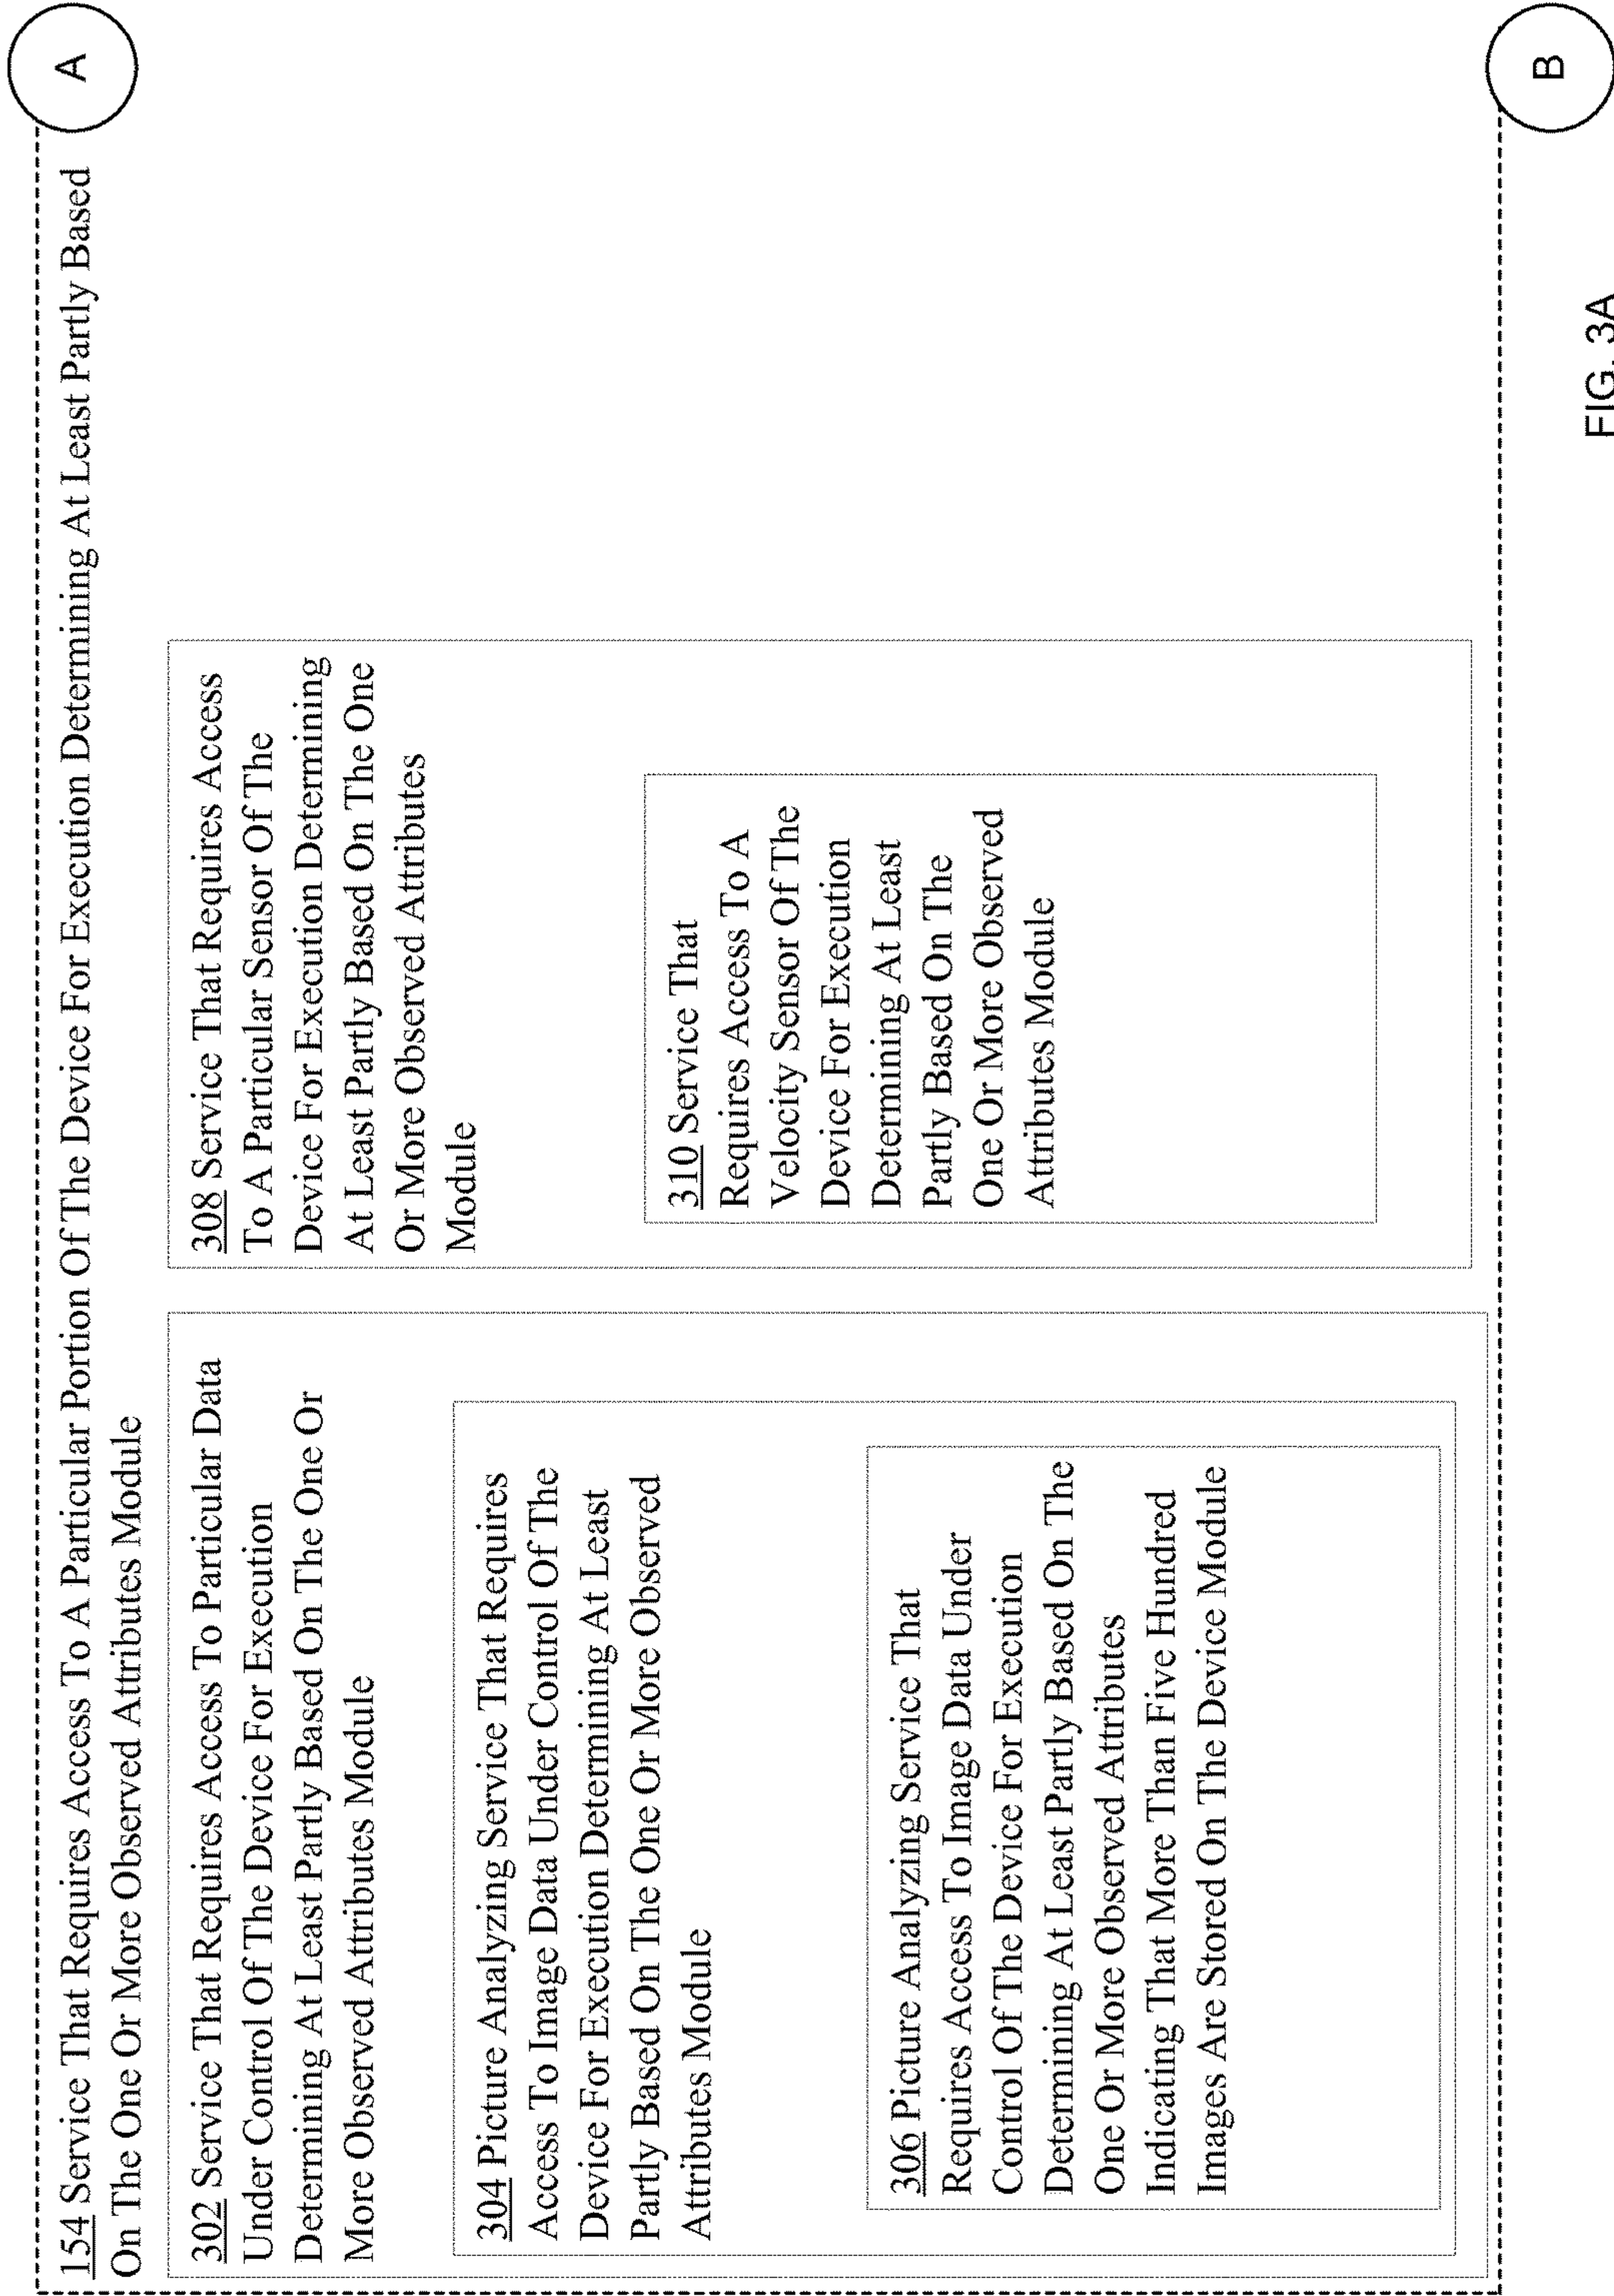 154 Service That Requires Access To A Particular Portion Of The Device For Execution Determining At Least Partly Based
On The One Or More Observed Attributes Module
302 Service That Requires Access To Particular Data
Under Control Of The Device For Execution
Determining At Least Partly Based On The One Or
More Observed Attributes Module
304 Picture Analyzing Service That Requires
Access To Image Data Under Control Of The
Device For Execution Determining At Least
Partly Based On The One Or More Observed
Attributes Module
306 Picture Analyzing Service That
Requires Access To Image Data Under
Control Of The Device For Execution
Determining At Least Partly Based On The
One Or More Observed Attributes
Indicating That More Than Five Hundred
Images Are Stored On The Device Module
308 Service That Requires Access
To A Particular Sensor Of The
Device For Execution Determining
At Least Partly Based On The One
Or More Observed Attributes
Module
310 Service That
Requires Access To A
Velocity Sensor Of The
Device For Execution
Determining At Least
Partly Based On The
One Or More Observed
Attributes Module
A
B
FIG. 3A